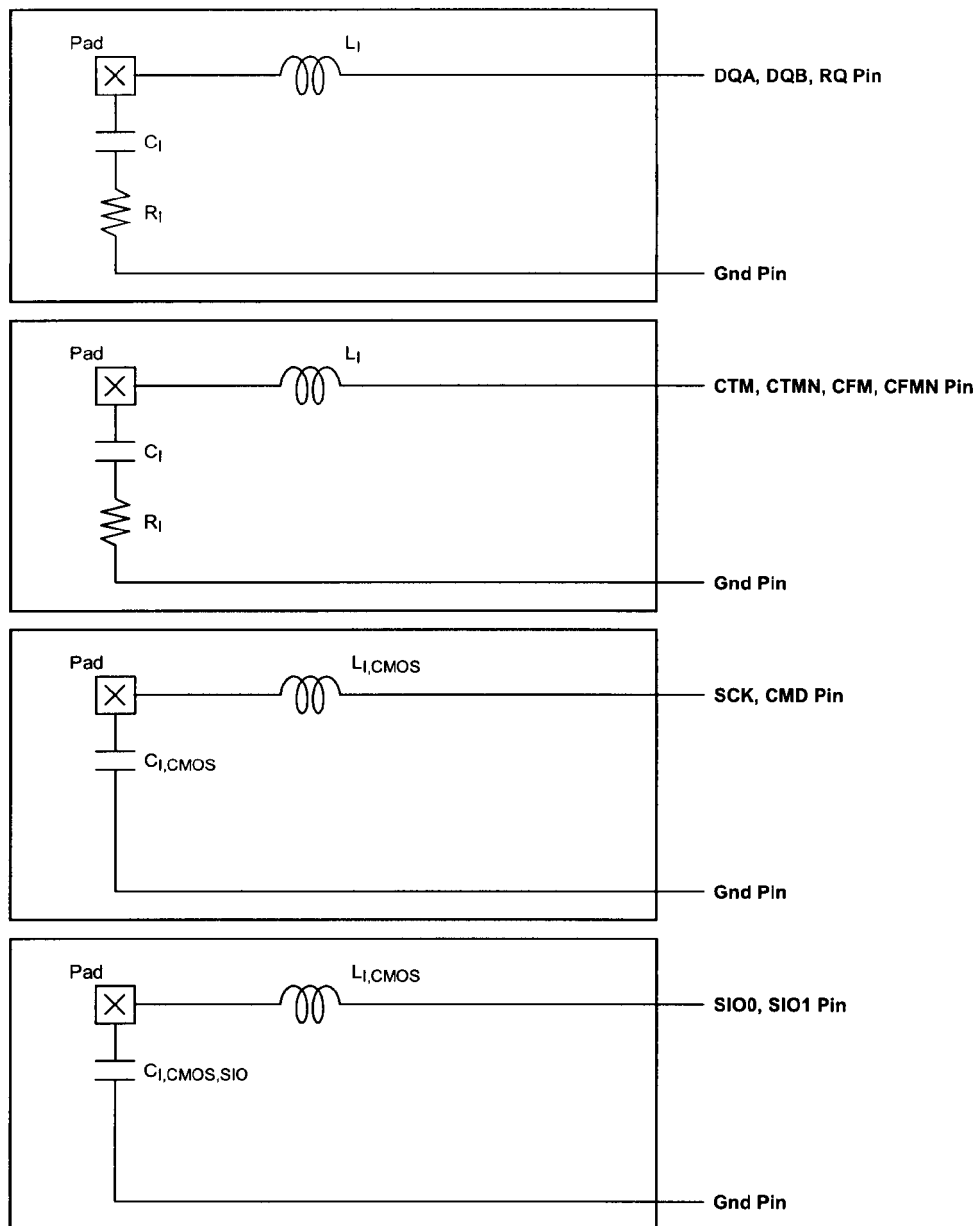 Pad
L_I
DQA, DQB, RQ Pin
C_I
R_I
Gnd Pin
Pad
L_I
CTM, CTMN, CFM, CFMN Pin
C_I
R_I
Gnd Pin
Pad
L_I,CMOS
SCK, CMD Pin
C_I,CMOS
Gnd Pin
Pad
L_I,CMOS
SIO0, SIO1 Pin
C_I,CMOS,SIO
Gnd Pin